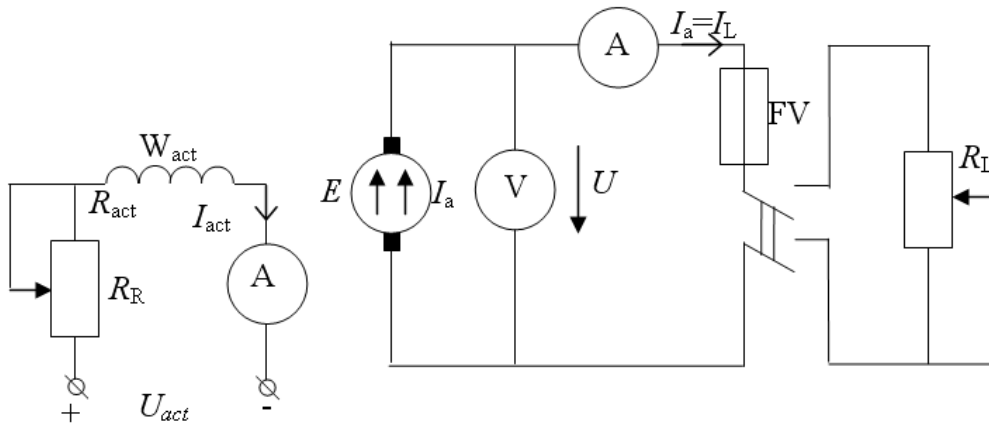 I_a=I_L
A
FV
W_act
R_act
I_act
E
I_a
V
U
R_L
R_R
A
+
U_act
-